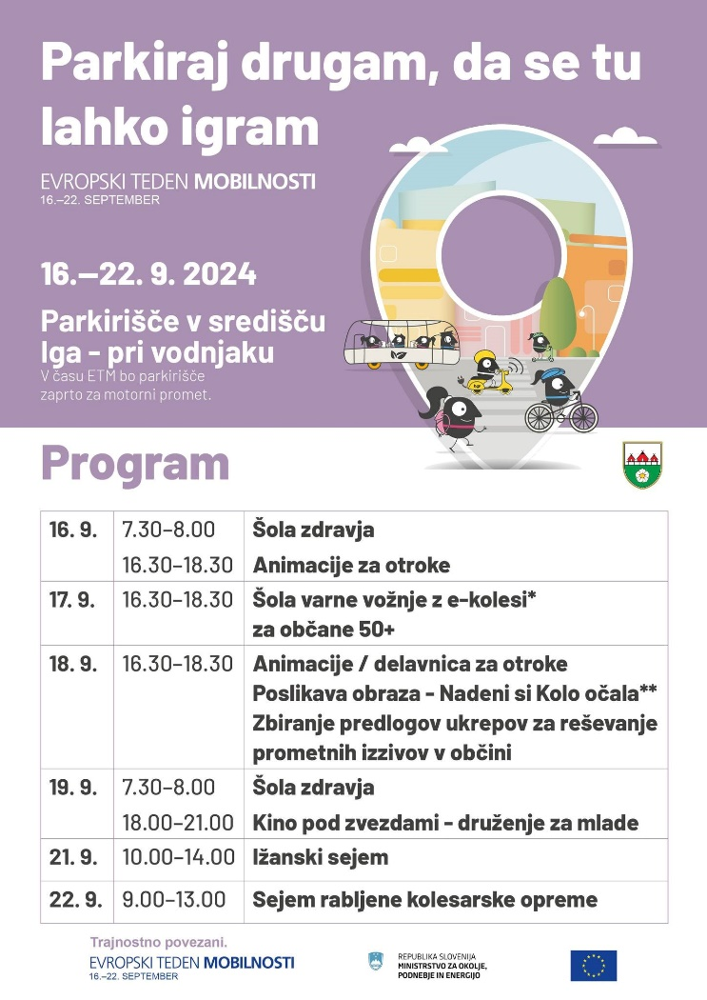 Parkiraj drugam, da se tu
lahko igram
EVROPSKI TEDEN MOBILNOSTI
16.–22. SEPTEMBER
16.–22. 9. 2024
Parkirišče v središču
Iga - pri vodnjaku
V času ETM bo parkirišče
zaprto za motorni promet.
Program
16. 9. 7.30–8.00 Šola zdravja
16.30–18.30 Animacije za otroke
17. 9. 16.30–18.30 Šola varne vožnje z e-kolesi*
za občane 50+
18. 9. 16.30–18.30 Animacije / delavnica za otroke
Poslikava obraza - Nadeni si Kolo očala**
Zbiranje predlogov ukrepov za reševanje
prometnih izzivov v občini
19. 9. 7.30–8.00 Šola zdravja
18.00–21.00 Kino pod zvezdami - druženje za mlade
21. 9. 10.00–14.00 Ižanski sejem
22. 9. 9.00–13.00 Sejem rabljene kolesarske opreme
Trajnostno povezani.
EVROPSKI TEDEN MOBILNOSTI
16.–22. SEPTEMBER
REPUBLIKA SLOVENIJA
MINISTRSTVO ZA OKOLJE,
PODNEBJE IN ENERGIJO